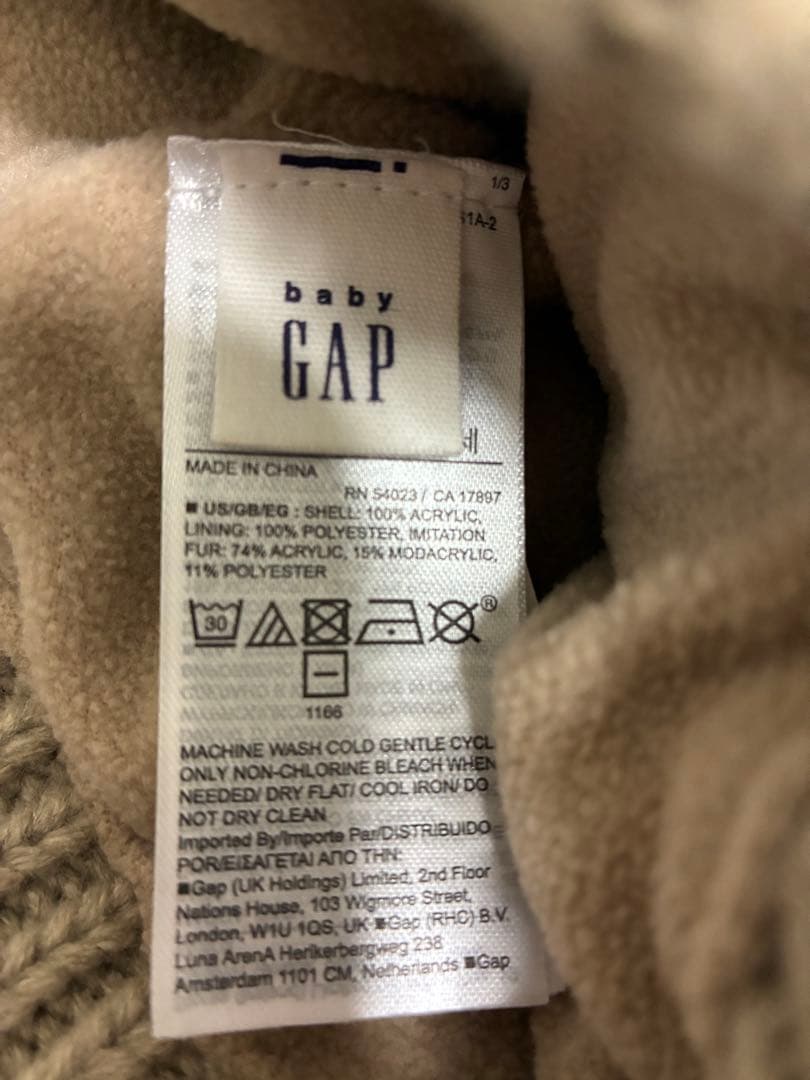 1/3
1A-2
baby
GAP
MADE IN CHINA
RN 54023 / CA 17897
■ US/GB/EG : SHELL: 100% ACRYLIC,
LINING: 100% POLYESTER, IMITATION
FUR: 74% ACRYLIC, 15% MODACRYLIC,
11% POLYESTER
30
®
1166
MACHINE WASH COLD GENTLE CYCL
ONLY NON-CHLORINE BLEACH WHEN
NEEDED/ DRY FLAT/ COOL IRON/ DO
NOT DRY CLEAN
Imported By/Importe Par/DISTRIBUIDO
POR/ΕΙΣΑΓΕΤΑΙ ΑΠΟ ΤΗΝ:
■Gap (UK Holdings) Limited, 2nd Floor
Nations House, 103 Wigmore Street,
London, W1U 1QS, UK ■Gap (RHC) B.V.
Luna ArenA Herikerbergweg 238
Amsterdam 1101 CM, Netherlands ■Gap